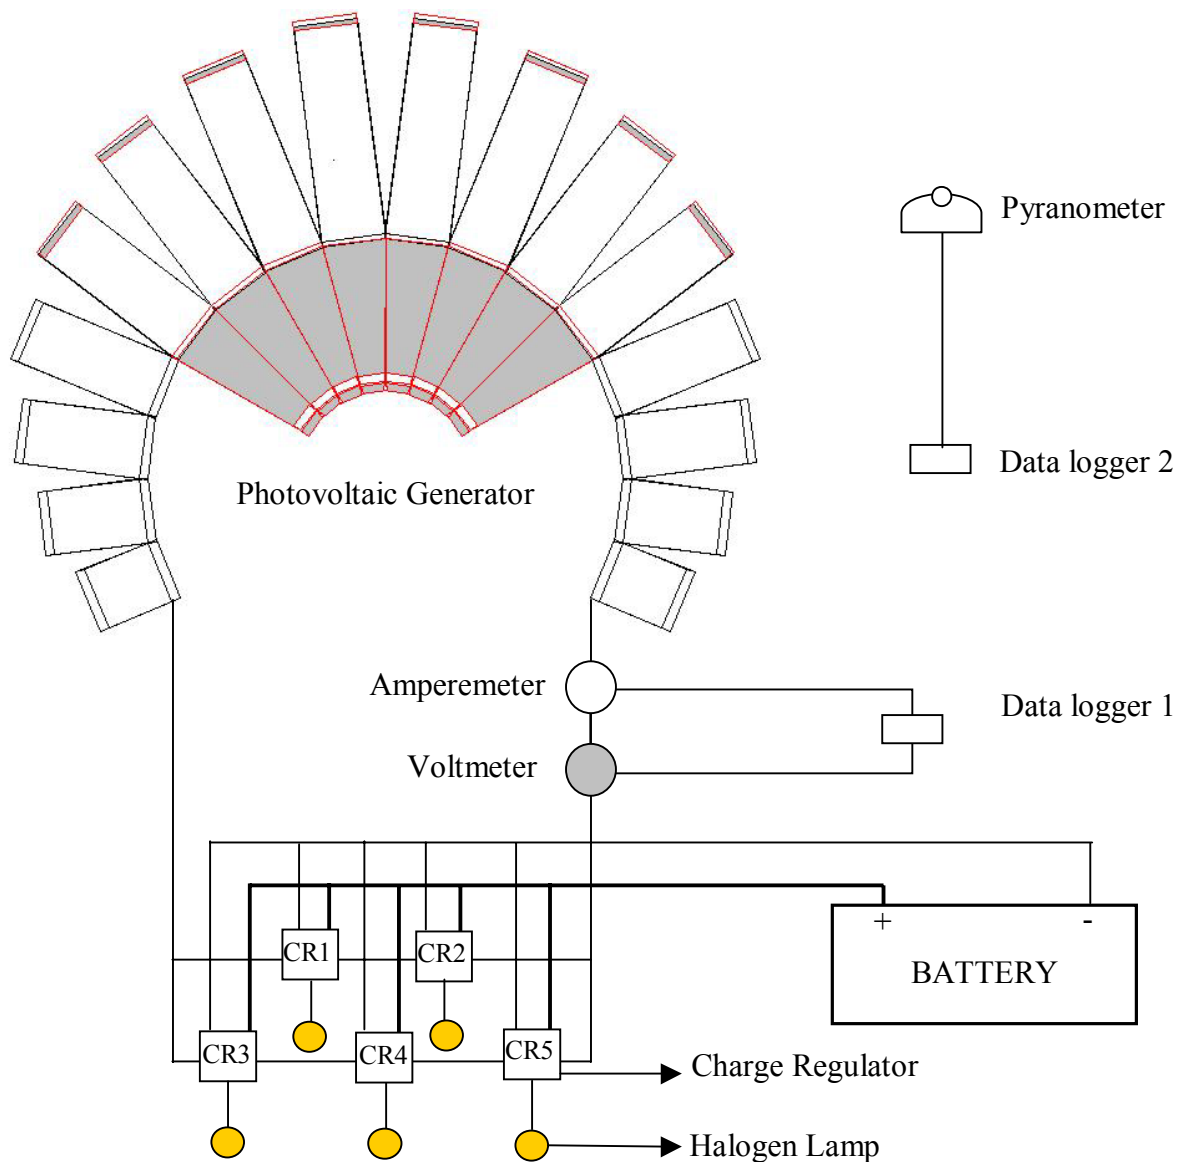 Pyranometer
Data logger 2
Photovoltaic Generator
Amperemeter
Data logger 1
Voltmeter
+ -
CR1 CR2
BATTERY
CR3 CR4 CR5
Charge Regulator
Halogen Lamp